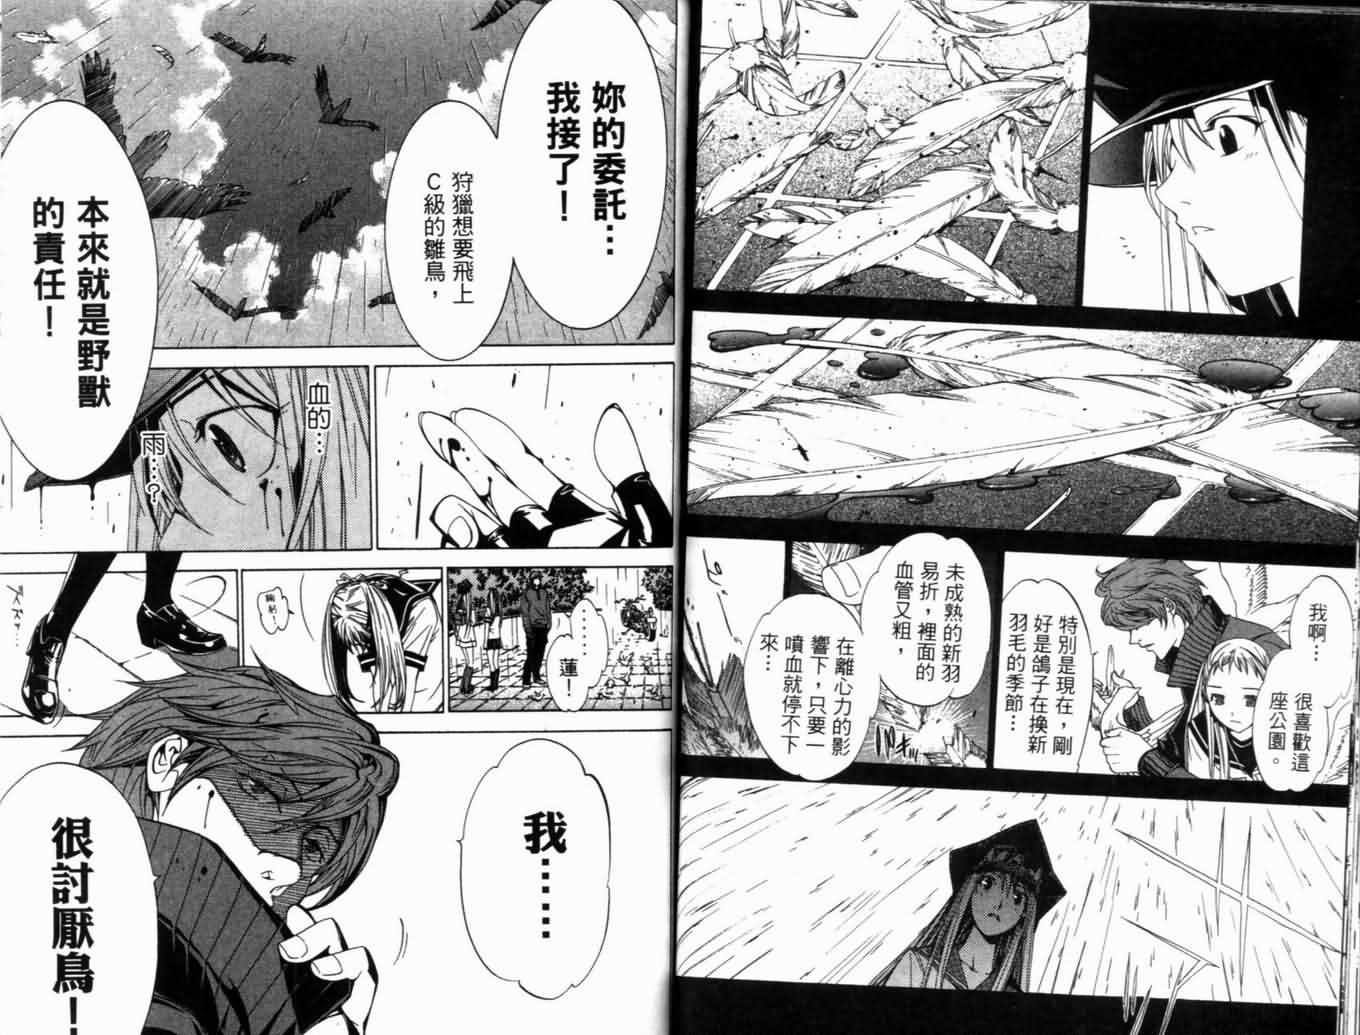 我啊…
很喜歡這
座公園。
特別是現在，剛
好是鴿子在換新
羽毛的季節…
未成熟的新羽
易折，裡面的
血管又粗，
在離心力的影
響下，只要一
噴血就停不下
來…
妳的委託…
我接了！
狩獵想要飛上
C級的雛鳥，
本來就是野獸
的責任！
血的…
雨…？
……
蓮！
我………
很討厭鳥！